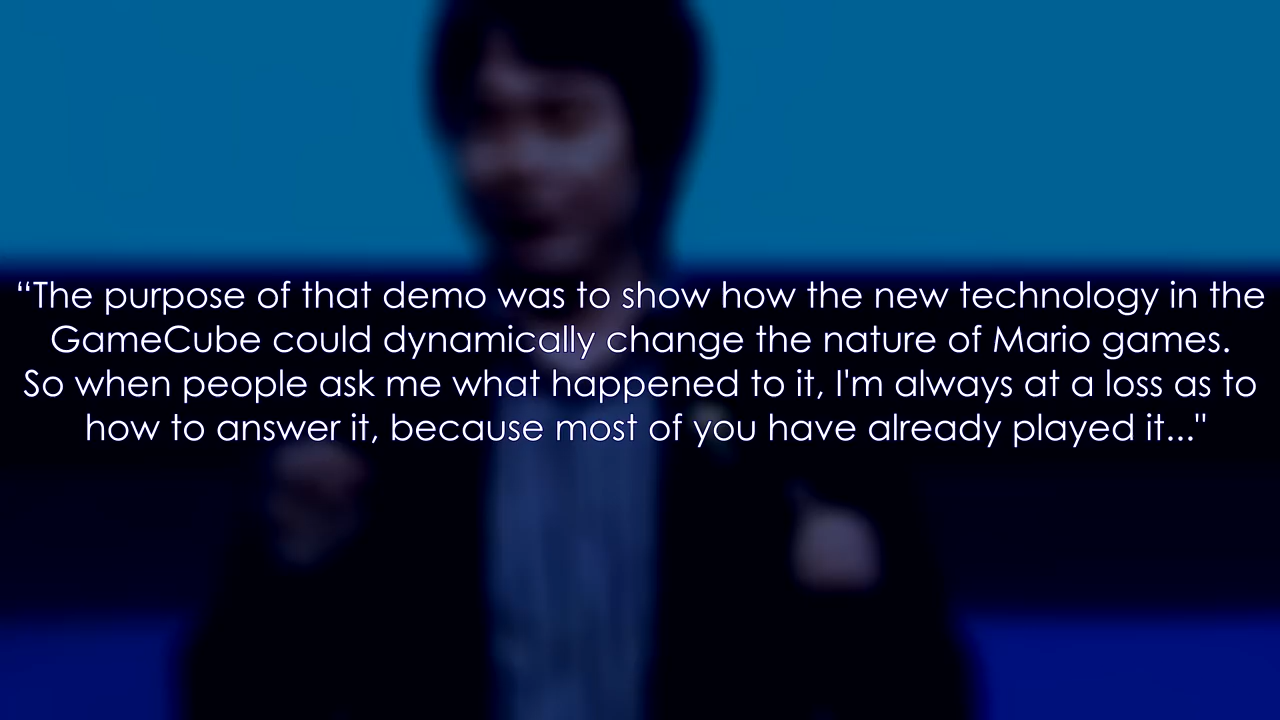 “The purpose of that demo was to show how the new technology in the
GameCube could dynamically change the nature of Mario games.
So when people ask me what happened to it, I'm always at a loss as to
how to answer it, because most of you have already played it..."